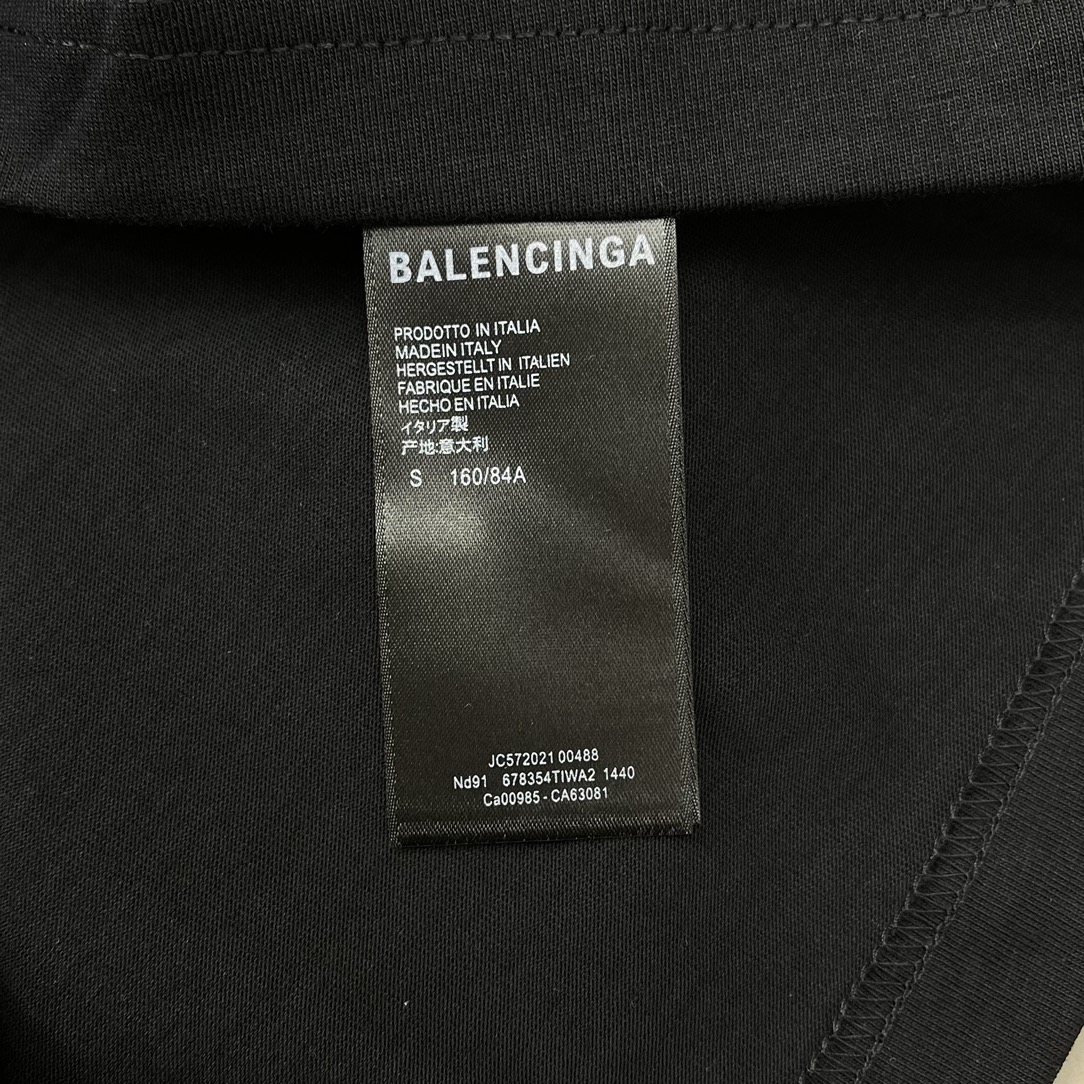 BALENCINGA
PRODOTTO IN ITALIA
MADEIN ITALY
HERGESTELLT IN ITALIEN
FABRIQUE EN ITALIE
HECHO EN ITALIA
イタリア製
产地:意大利
S 160/84A
JC572021 00488
Nd91 678354TIWA2 1440
Ca00985 - CA63081